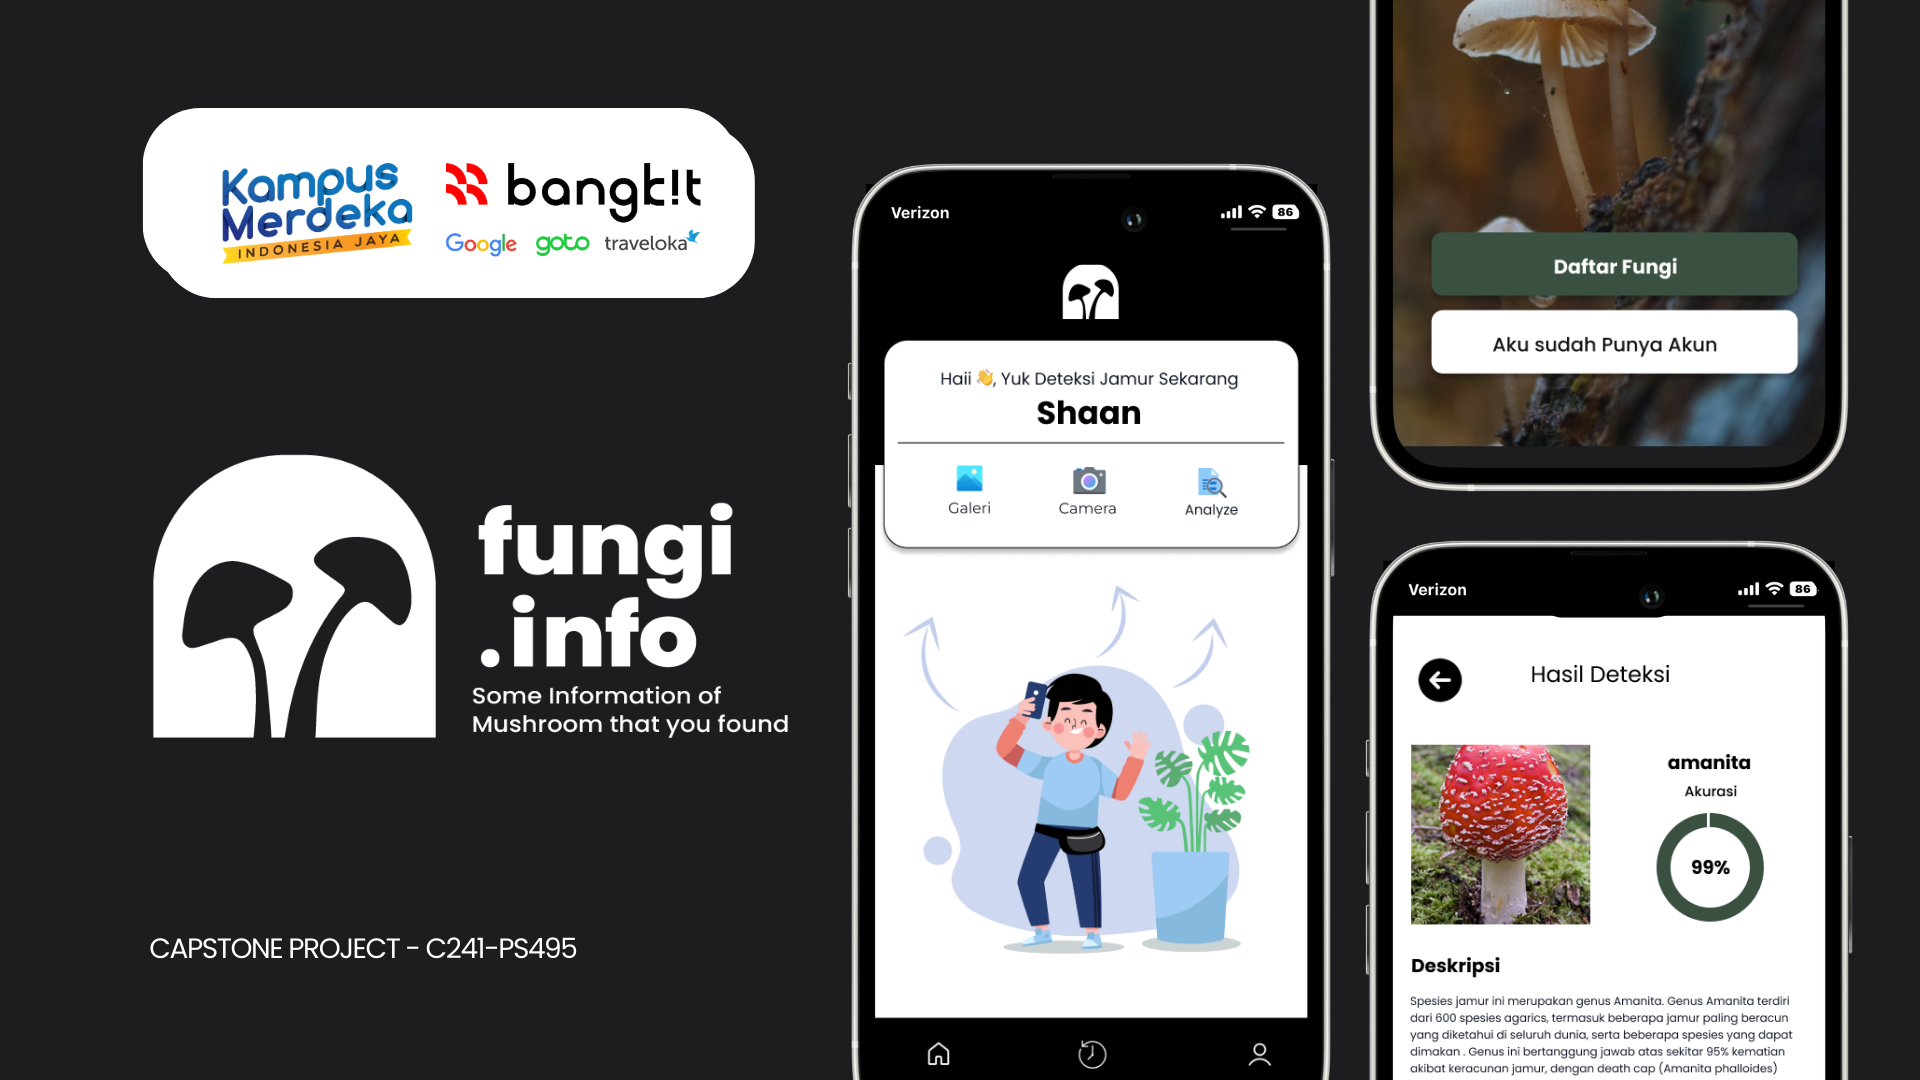 Kampus
Merdeka
INDONESIA JAYA
bangk!t
Google goto traveloka
fungi
.info
Some Information of
Mushroom that you found
CAPSTONE PROJECT - C241-PS495
Verizon
86
Haii 👋, Yuk Deteksi Jamur Sekarang
Shaan
Galeri
Camera
Analyze
Daftar Fungi
Aku sudah Punya Akun
Verizon
86
Hasil Deteksi
amanita
Akurasi
99%
Deskripsi
Spesies jamur ini merupakan genus Amanita. Genus Amanita terdiri
dari 600 spesies agarics, termasuk beberapa jamur paling beracun
yang diketahui di seluruh dunia, serta beberapa spesies yang dapat
dimakan . Genus ini bertanggung jawab atas sekitar 95% kematian
akibat keracunan jamur, dengan death cap (Amanita phalloides)